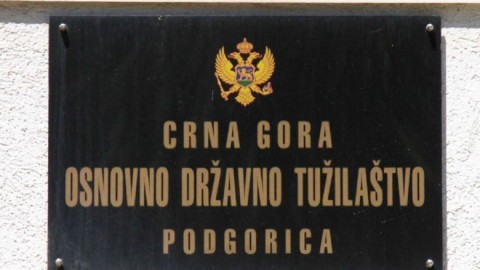 CRNA GORA
OSNOVNO DRŽAVNO TUŽILAŠTVO
PODGORICA